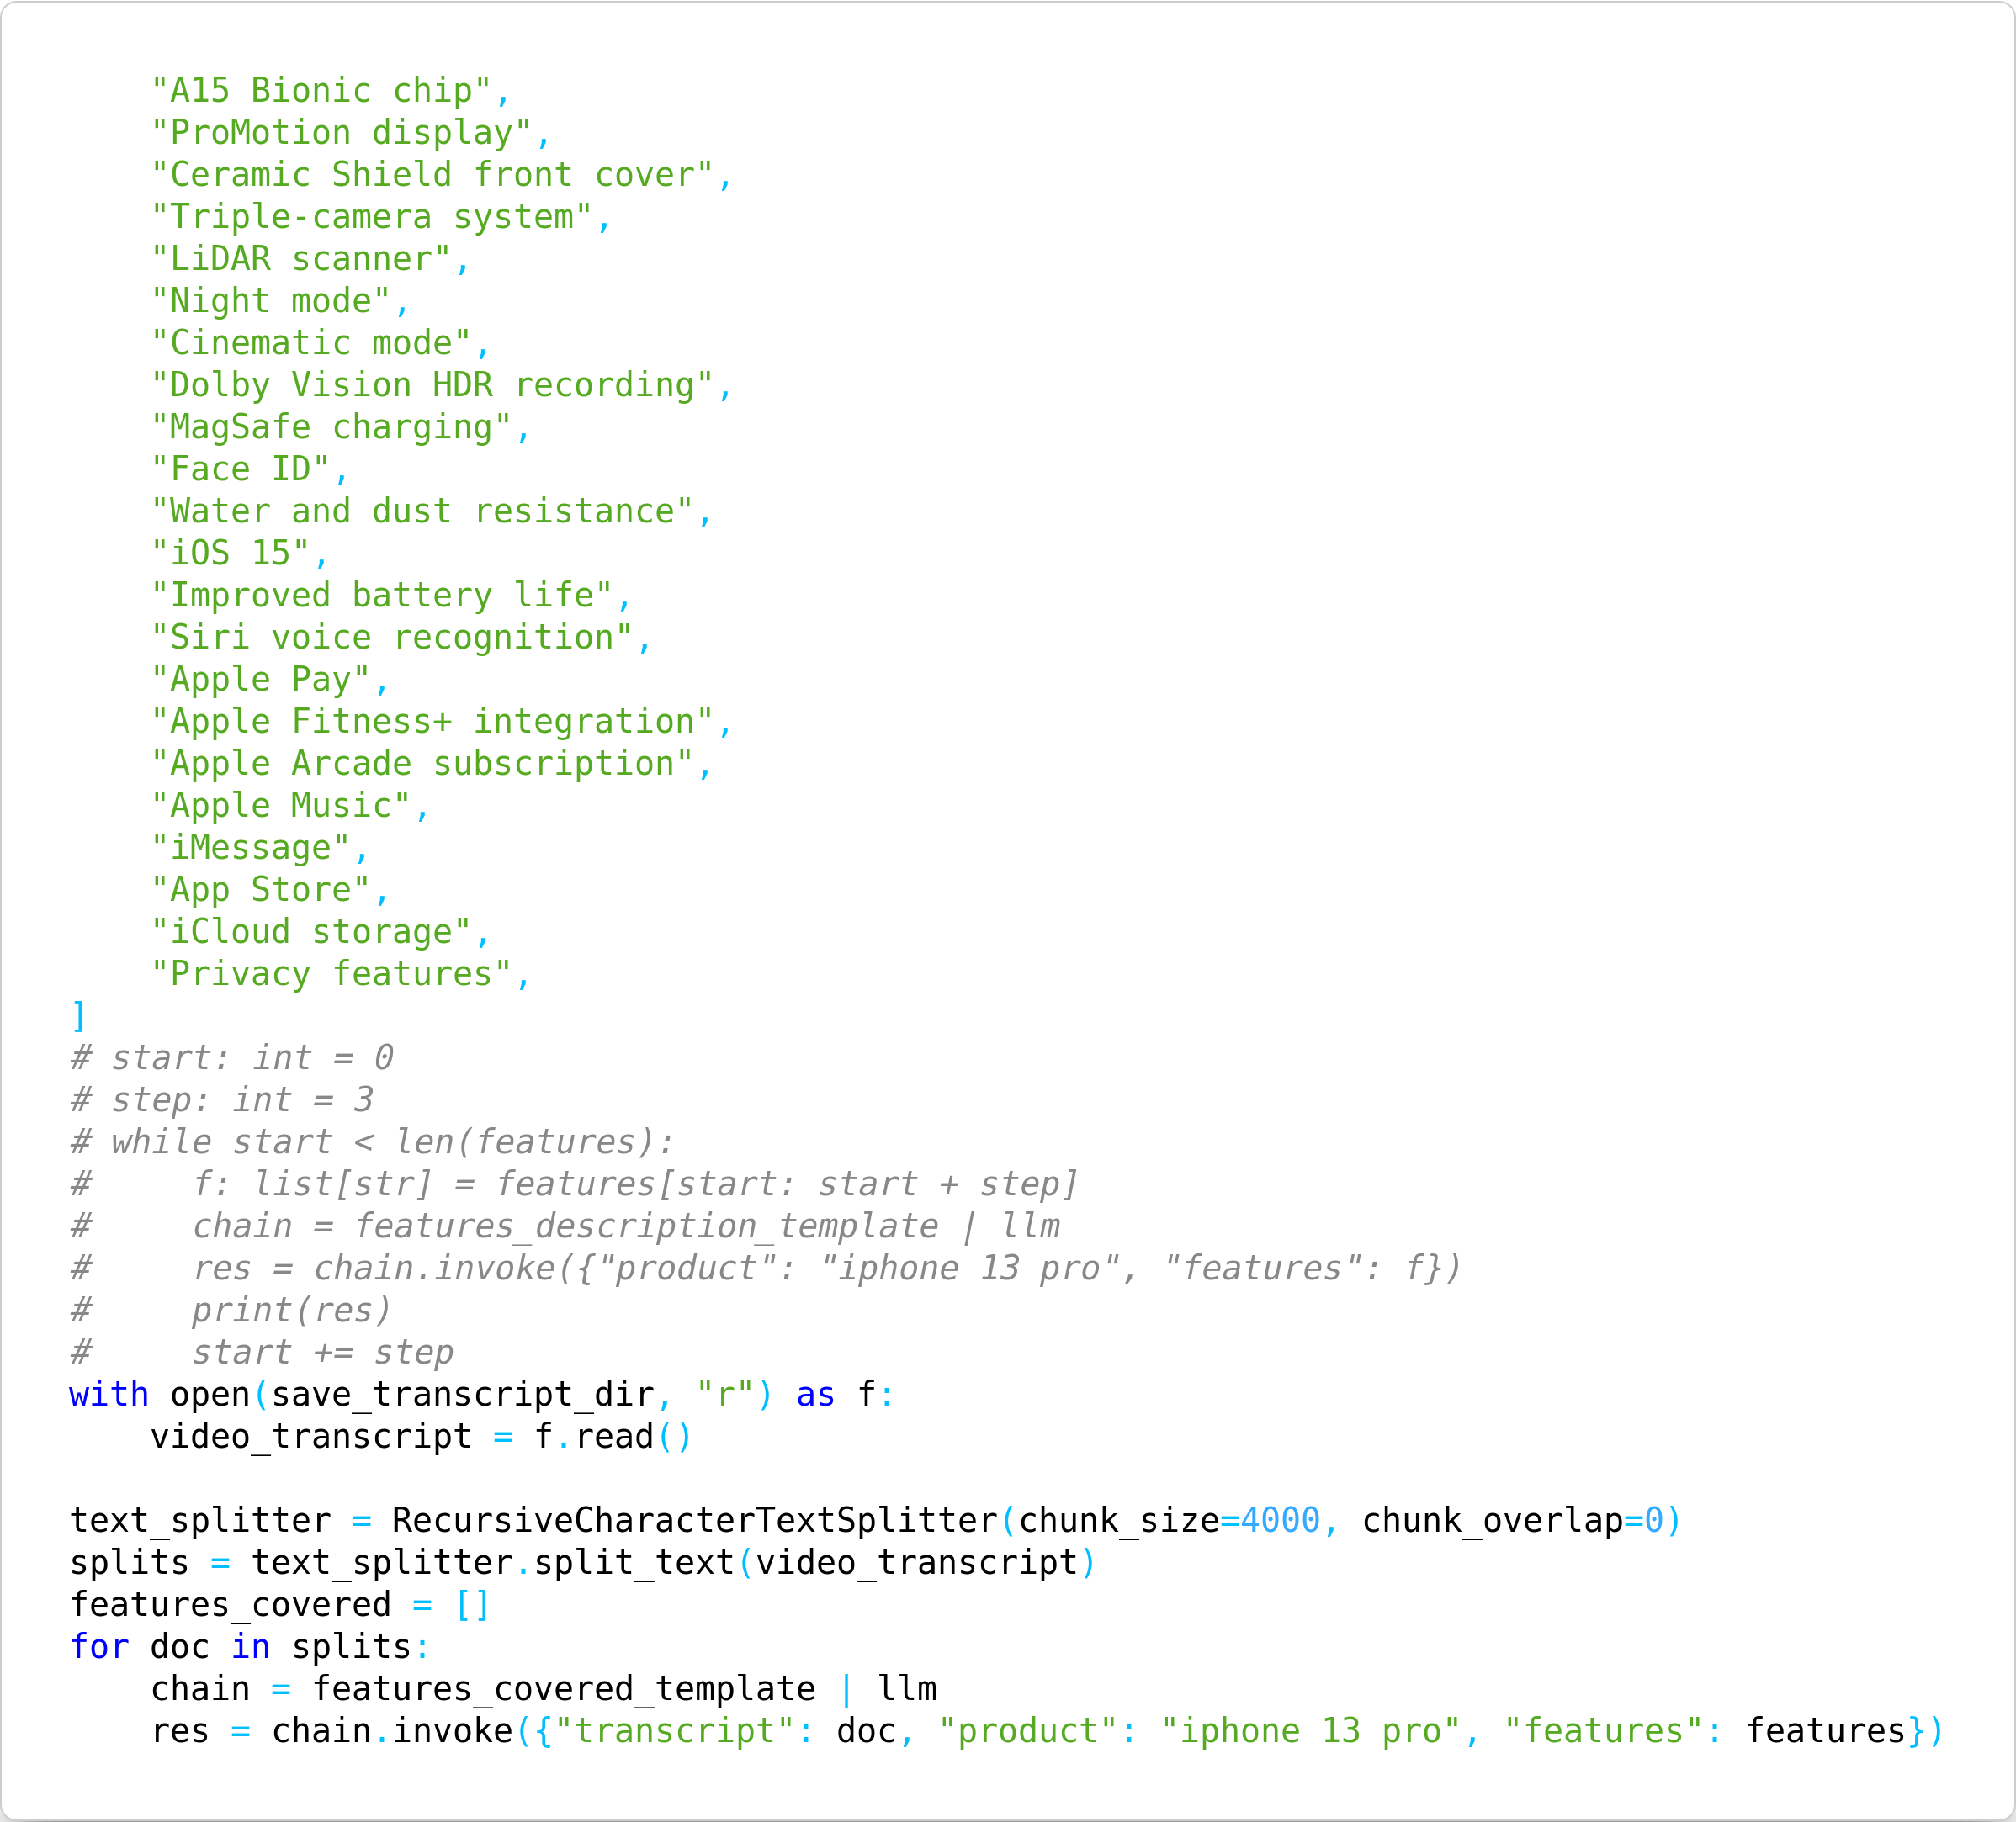 "A15 Bionic chip",
    "ProMotion display",
    "Ceramic Shield front cover",
    "Triple-camera system",
    "LiDAR scanner",
    "Night mode",
    "Cinematic mode",
    "Dolby Vision HDR recording",
    "MagSafe charging",
    "Face ID",
    "Water and dust resistance",
    "iOS 15",
    "Improved battery life",
    "Siri voice recognition",
    "Apple Pay",
    "Apple Fitness+ integration",
    "Apple Arcade subscription",
    "Apple Music",
    "iMessage",
    "App Store",
    "iCloud storage",
    "Privacy features",
]
# start: int = 0
# step: int = 3
# while start < len(features):
#     f: list[str] = features[start: start + step]
#     chain = features_description_template | llm
#     res = chain.invoke({"product": "iphone 13 pro", "features": f})
#     print(res)
#     start += step
with open(save_transcript_dir, "r") as f:
    video_transcript = f.read()

text_splitter = RecursiveCharacterTextSplitter(chunk_size=4000, chunk_overlap=0)
splits = text_splitter.split_text(video_transcript)
features_covered = []
for doc in splits:
    chain = features_covered_template | llm
    res = chain.invoke({"transcript": doc, "product": "iphone 13 pro", "features": features})